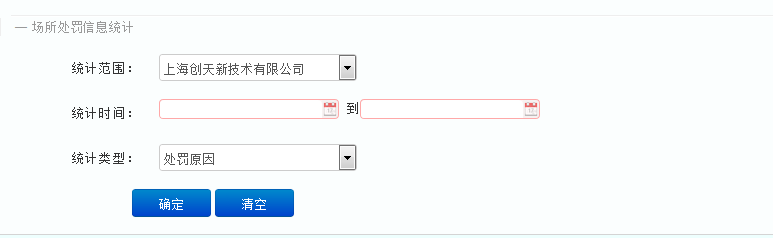 — 场所处罚信息统计
统计范围： 上海创天新技术有限公司
统计时间： 到
统计类型： 处罚原因
确定 清空